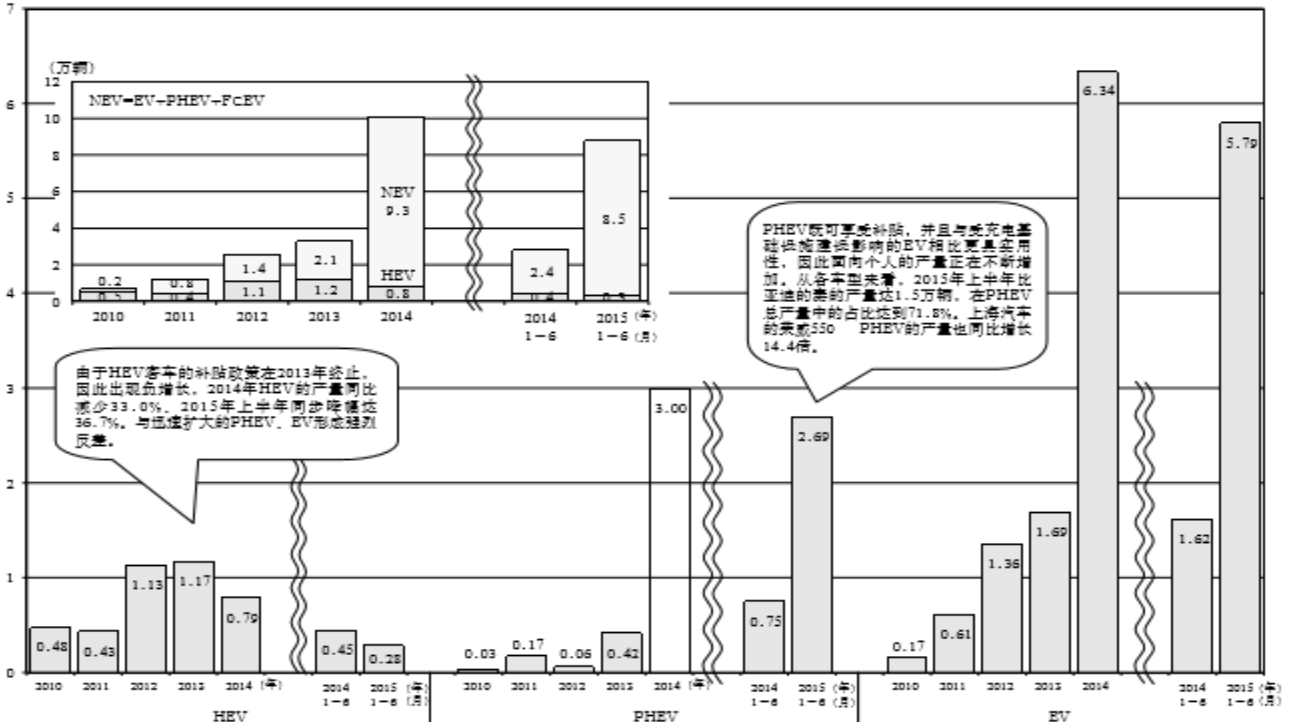 7
6
5
4
3
2
1
0
(万辆)
12
10
8
6
4
2
0
NEV=EV+PHEV+FCEV
0.2
0.5
0.8
0.4
1.4
1.1
2.1
1.2
NEV
9.3
HEV
0.8
2.4
0.4
8.5
0.3
2010 2011 2012 2013 2014 2014 2015 (年)
1-6 1-6 (月)
由于HEV客车的补贴政策在2013年终止,
因此出现负增长。2014年HEV的产量同比
减少33.0%、2015年上半年同步降幅达
36.7%。与迅速扩大的PHEV、EV形成强烈
反差。
PHEV既可享受补贴，并且与受充电基
础设施建设影响的EV相比更具实用
性，因此面向个人的产量正在不断增
加。从各车型来看，2015年上半年比
亚迪的秦的产量达1.5万辆，在PHEV
总产量中的占比达到71.8%。上海汽车
的荣威550 PHEV的产量也同比增长
14.4倍。
0.48 0.43 1.13 1.17 0.79 0.45 0.28
0.03 0.17 0.06 0.42 3.00 0.75 2.69
0.17 0.61 1.36 1.69 6.34 1.62 5.79
2010 2011 2012 2013 2014 (年) 2014 2015 (年)
1-6 1-6 (月)
HEV
2010 2011 2012 2013 2014 (年) 2014 2015 (年)
1-6 1-6 (月)
PHEV
2010 2011 2012 2013 2014 2014 2015 (年)
1-6 1-6 (月)
EV